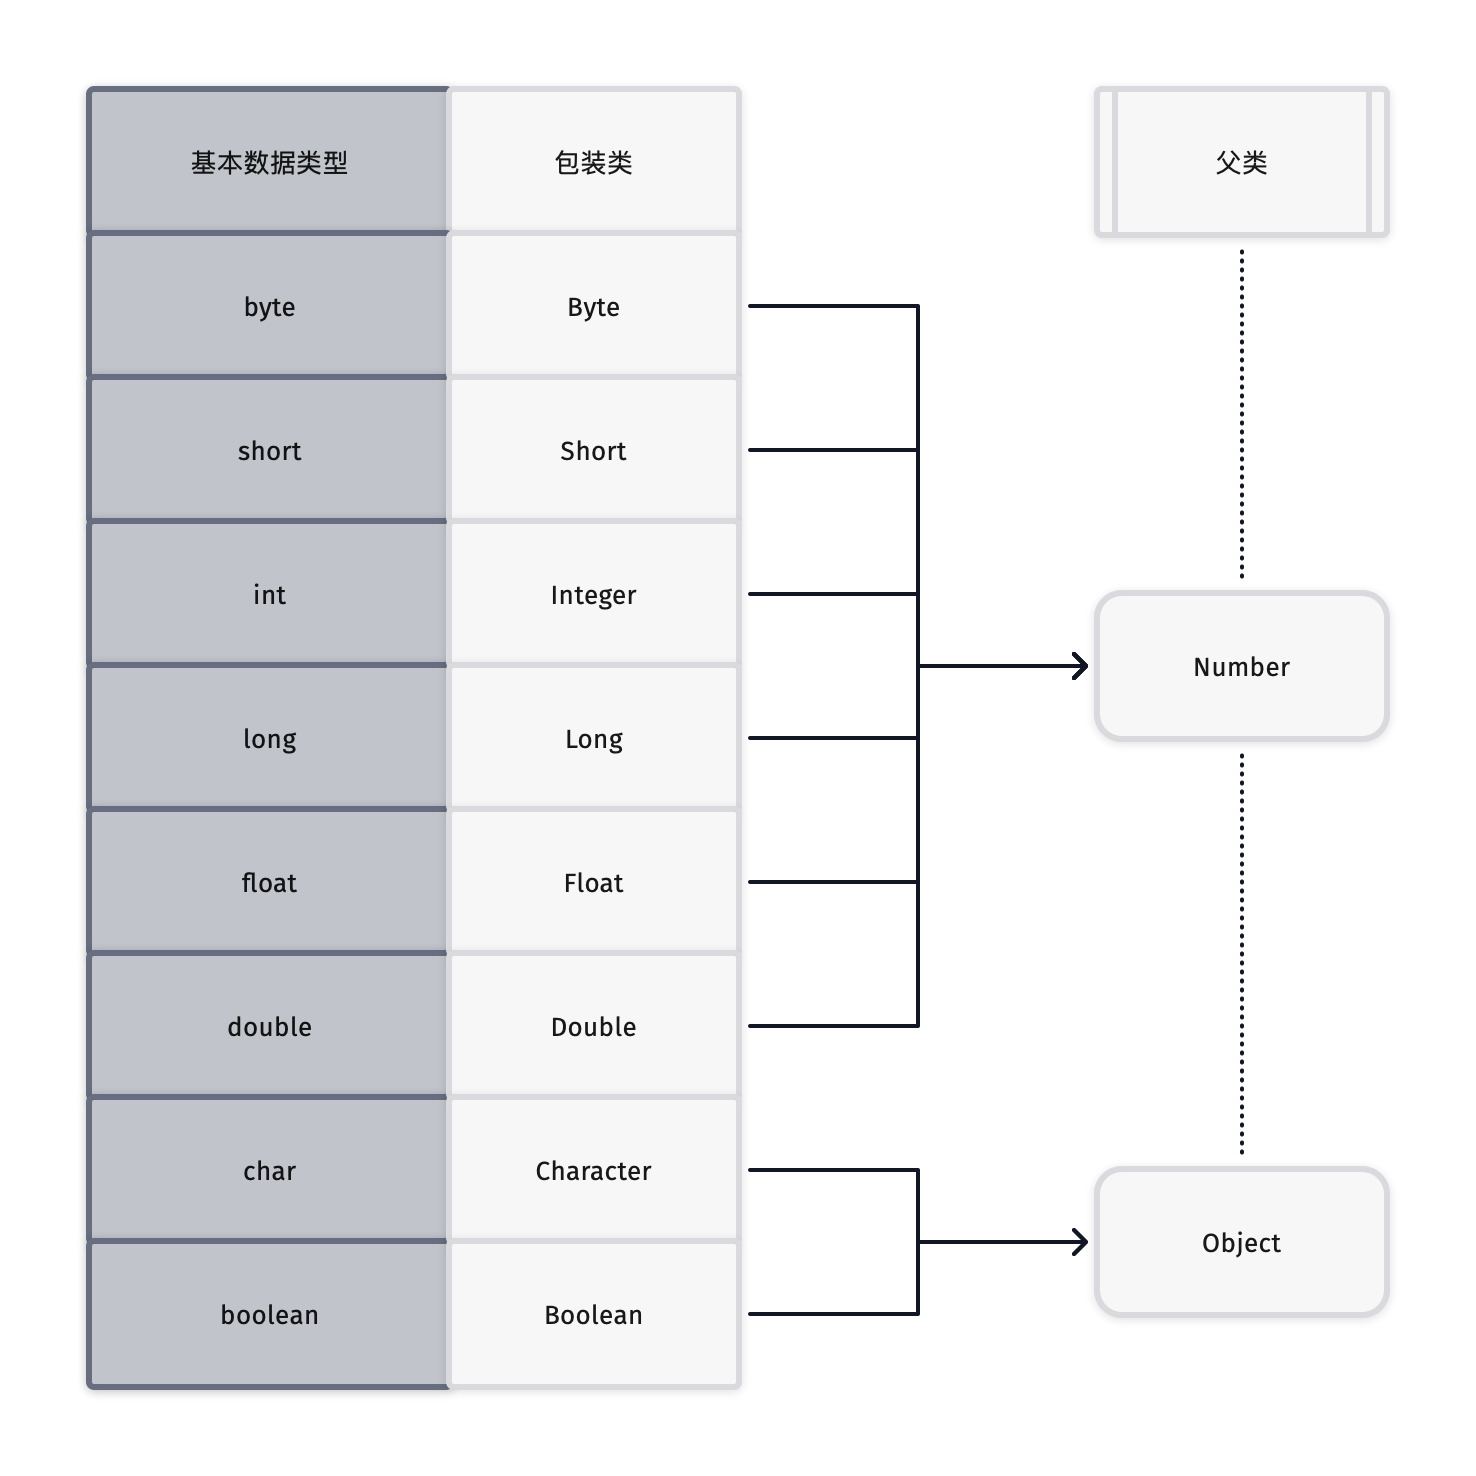 基本数据类型
包装类
父类
byte
Byte
short
Short
int
Integer
Number
long
Long
float
Float
double
Double
char
Character
Object
boolean
Boolean